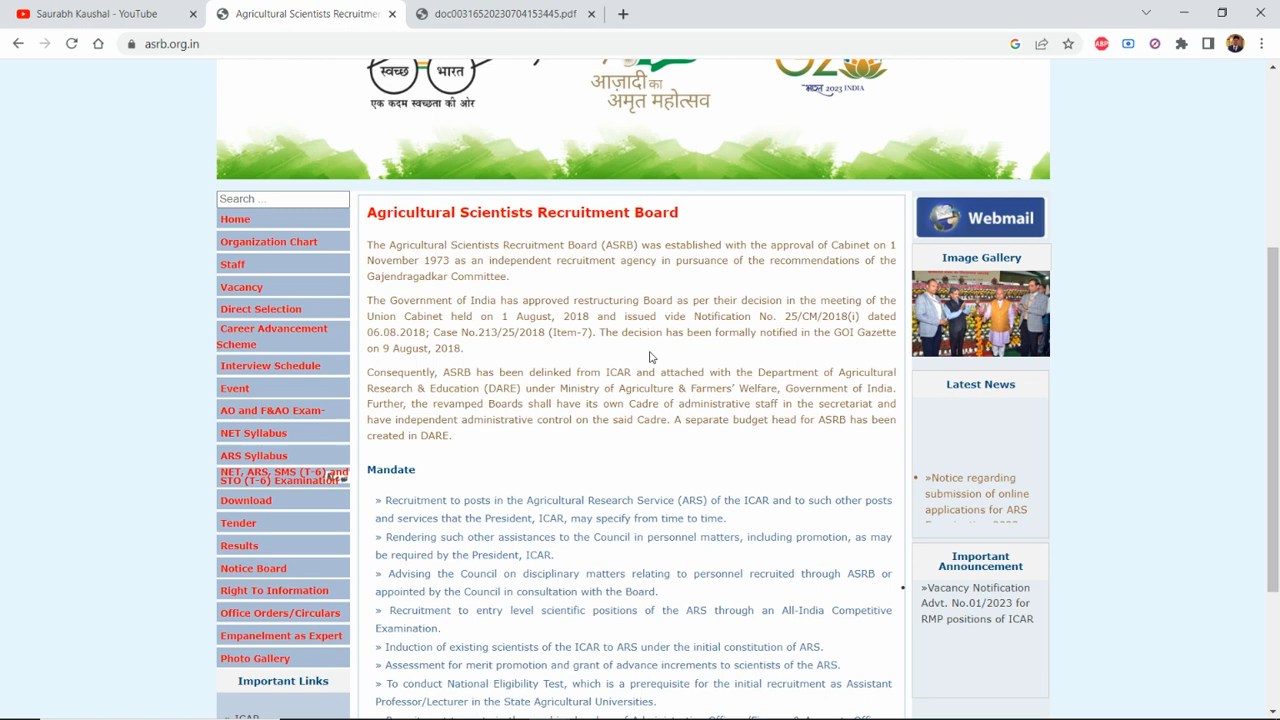 Saurabh Kaushal - YouTube
Agricultural Scientists Recruitme
doc00316520230704153445.pdf
asrb.org.in
ABP
स्वच्छ भारत
एक कदम स्वच्छता की ओर
आज़ादी का
अमृत महोत्सव
भारत 2023 INDIA
Search ...
Home
Organization Chart
Staff
Vacancy
Direct Selection
Career Advancement
Scheme
Interview Schedule
Event
AO and F&AO Exam-
NET Syllabus
ARS Syllabus
NET, ARS, SMS (T-6) and
STO (T-6) Examination
Download
Tender
Results
Notice Board
Right To Information
Office Orders/Circulars
Empanelment as Expert
Photo Gallery
Important Links
» ICAR
Agricultural Scientists Recruitment Board
The Agricultural Scientists Recruitment Board (ASRB) was established with the approval of Cabinet on 1
November 1973 as an independent recruitment agency in pursuance of the recommendations of the
Gajendragadkar Committee.
The Government of India has approved restructuring Board as per their decision in the meeting of the
Union Cabinet held on 1 August, 2018 and issued vide Notification No. 25/CM/2018(i) dated
06.08.2018; Case No.213/25/2018 (Item-7). The decision has been formally notified in the GOI Gazette
on 9 August, 2018.
Consequently, ASRB has been delinked from ICAR and attached with the Department of Agricultural
Research & Education (DARE) under Ministry of Agriculture & Farmers' Welfare, Government of India.
Further, the revamped Boards shall have its own Cadre of administrative staff in the secretariat and
have independent administrative control on the said Cadre. A separate budget head for ASRB has been
created in DARE.
Mandate
» Recruitment to posts in the Agricultural Research Service (ARS) of the ICAR and to such other posts
and services that the President, ICAR, may specify from time to time.
» Rendering such other assistances to the Council in personnel matters, including promotion, as may
be required by the President, ICAR.
» Advising the Council on disciplinary matters relating to personnel recruited through ASRB or
appointed by the Council in consultation with the Board.
» Recruitment to entry level scientific positions of the ARS through an All-India Competitive
Examination.
» Induction of existing scientists of the ICAR to ARS under the initial constitution of ARS.
» Assessment for merit promotion and grant of advance increments to scientists of the ARS.
» To conduct National Eligibility Test, which is a prerequisite for the initial recruitment as Assistant
Professor/Lecturer in the State Agricultural Universities.
Webmail
Image Gallery
Latest News
»Notice regarding
submission of online
applications for ARS
Important
Announcement
»Vacancy Notification
Advt. No.01/2023 for
RMP positions of ICAR